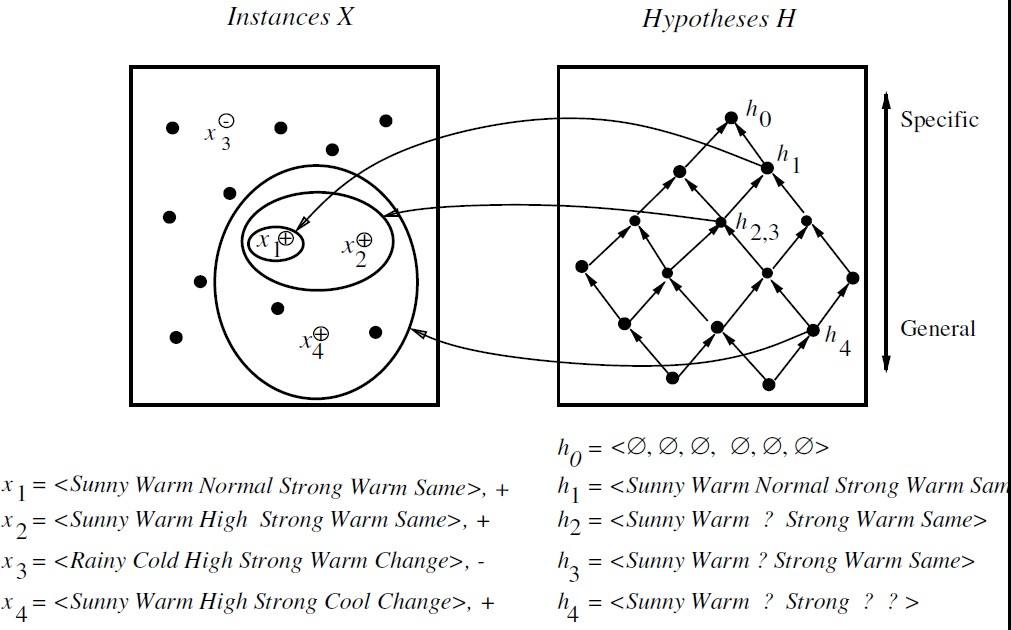 Instances X
Hypotheses H
x3 ⊖
x1 ⊕
x2 ⊕
x4 ⊕
h0
h1
h2,3
h4
Specific
General
h0 = <∅, ∅, ∅, ∅, ∅, ∅>
x1 = <Sunny Warm Normal Strong Warm Same>, +
h1 = <Sunny Warm Normal Strong Warm Sam
x2 = <Sunny Warm High Strong Warm Same>, +
h2 = <Sunny Warm ? Strong Warm Same>
x3 = <Rainy Cold High Strong Warm Change>, -
h3 = <Sunny Warm ? Strong Warm Same>
x4 = <Sunny Warm High Strong Cool Change>, +
h4 = <Sunny Warm ? Strong ? ? >